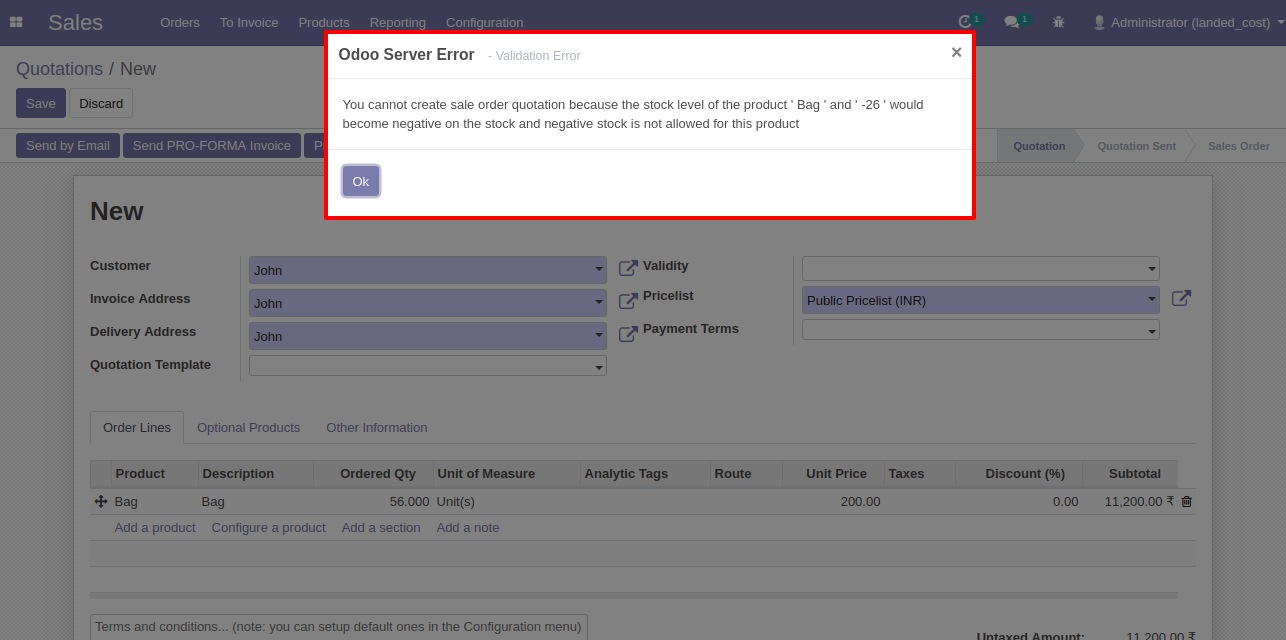 Sales Orders To Invoice Products Reporting Configuration 1 1 Administrator (landed_cost)
Quotations / New
Save Discard
Odoo Server Error - Validation Error ×
You cannot create sale order quotation because the stock level of the product ' Bag ' and ' -26 ' would
become negative on the stock and negative stock is not allowed for this product
Ok
Send by Email Send PRO-FORMA Invoice Quotation Quotation Sent Sales Order
New
Customer John Validity
Invoice Address John Pricelist Public Pricelist (INR)
Delivery Address John Payment Terms
Quotation Template
Order Lines Optional Products Other Information
Product Description Ordered Qty Unit of Measure Analytic Tags Route Unit Price Taxes Discount (%) Subtotal
Bag Bag 56.000 Unit(s) 200.00 0.00 11,200.00 ₹
Add a product Configure a product Add a section Add a note
Terms and conditions... (note: you can setup default ones in the Configuration menu)
Untaxed Amount: 11,200.00 ₹